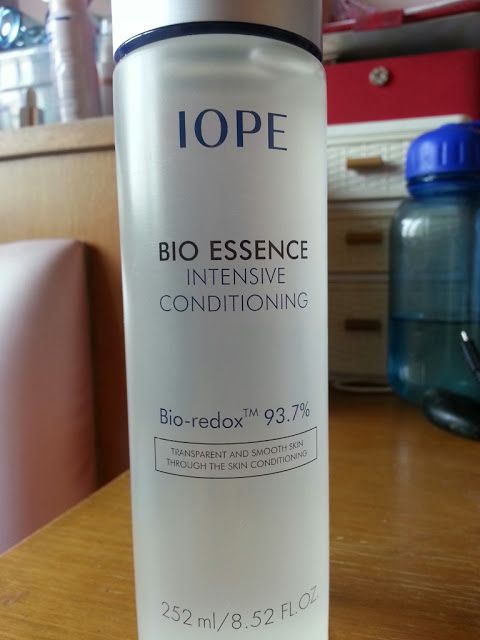 IOPE
BIO ESSENCE
INTENSIVE
CONDITIONING
Bio-redox™ 93.7%
TRANSPARENT AND SMOOTH SKIN
THROUGH THE SKIN CONDITIONING
252 ml/8.52 FL.OZ.